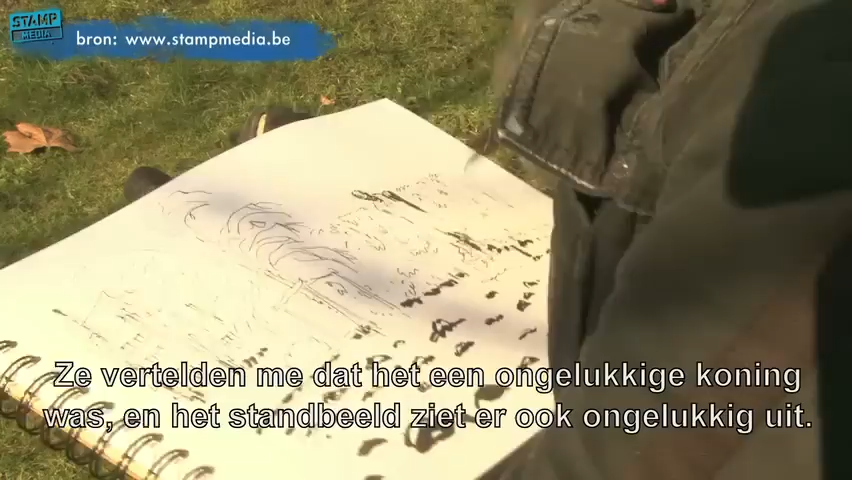 STAMP
MEDIA
bron: www.stampmedia.be
Ze vertelden me dat het een ongelukkige koning
was, en het standbeeld ziet er ook ongelukkig uit.